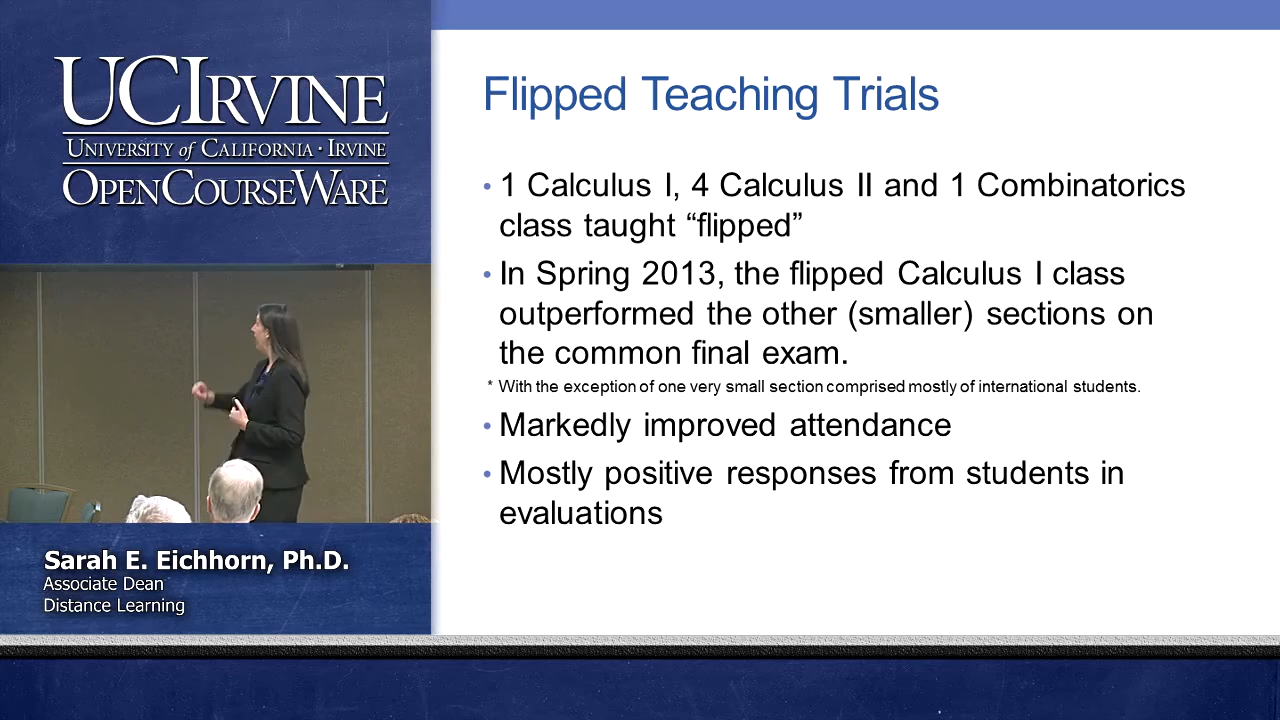 UCIRVINE
UNIVERSITY of CALIFORNIA · IRVINE
OPENCOURSEWARE
Sarah E. Eichhorn, Ph.D.
Associate Dean
Distance Learning
Flipped Teaching Trials
• 1 Calculus I, 4 Calculus II and 1 Combinatorics
class taught “flipped”
• In Spring 2013, the flipped Calculus I class
outperformed the other (smaller) sections on
the common final exam.
* With the exception of one very small section comprised mostly of international students.
• Markedly improved attendance
• Mostly positive responses from students in
evaluations